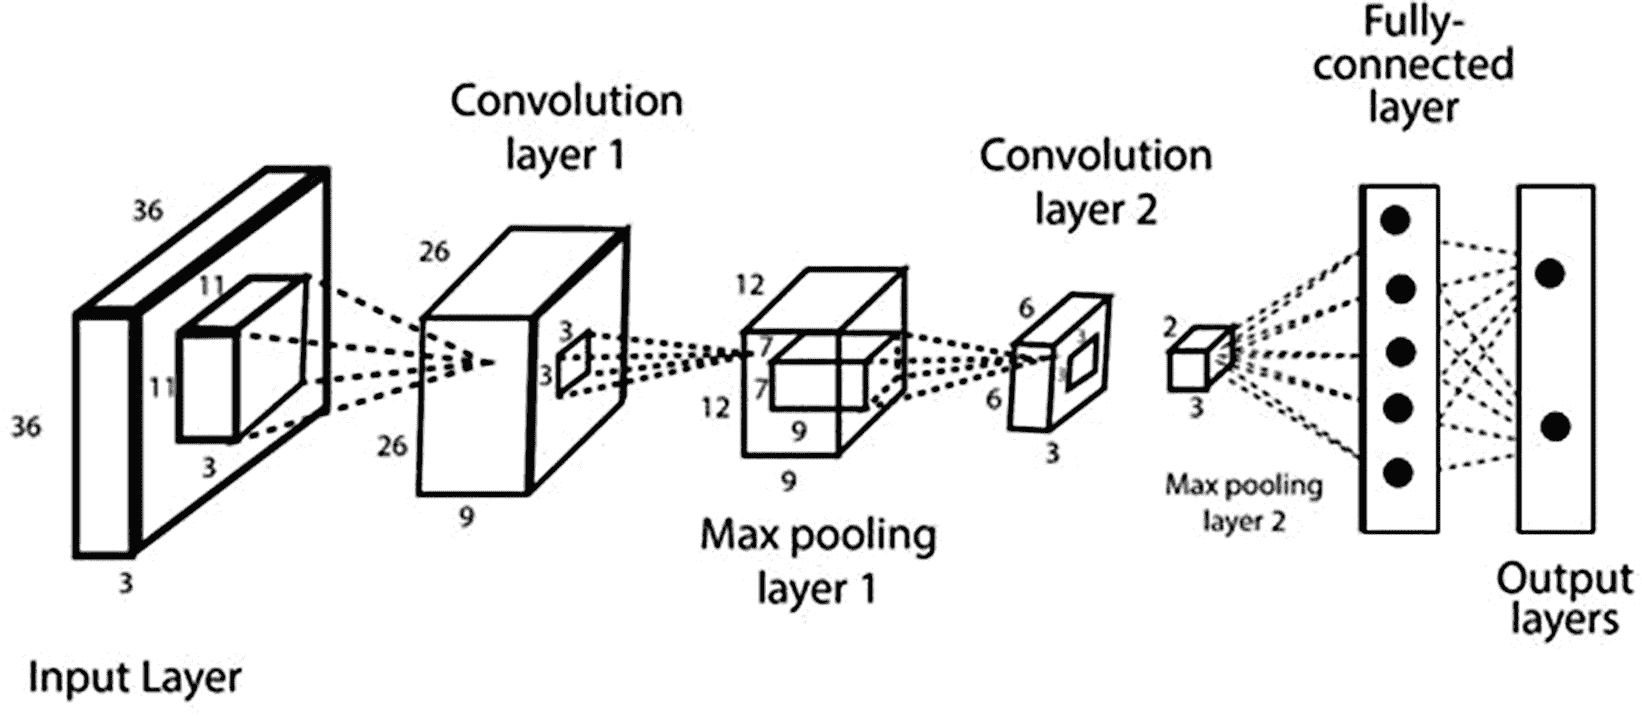 36
11
11
36
3
3
Input Layer
Convolution
layer 1
26
3
3
26
9
12
7
7
12
9
9
Max pooling
layer 1
Convolution
layer 2
6
3
3
6
3
2
3
Max pooling
layer 2
Fully-
connected
layer
Output
layers